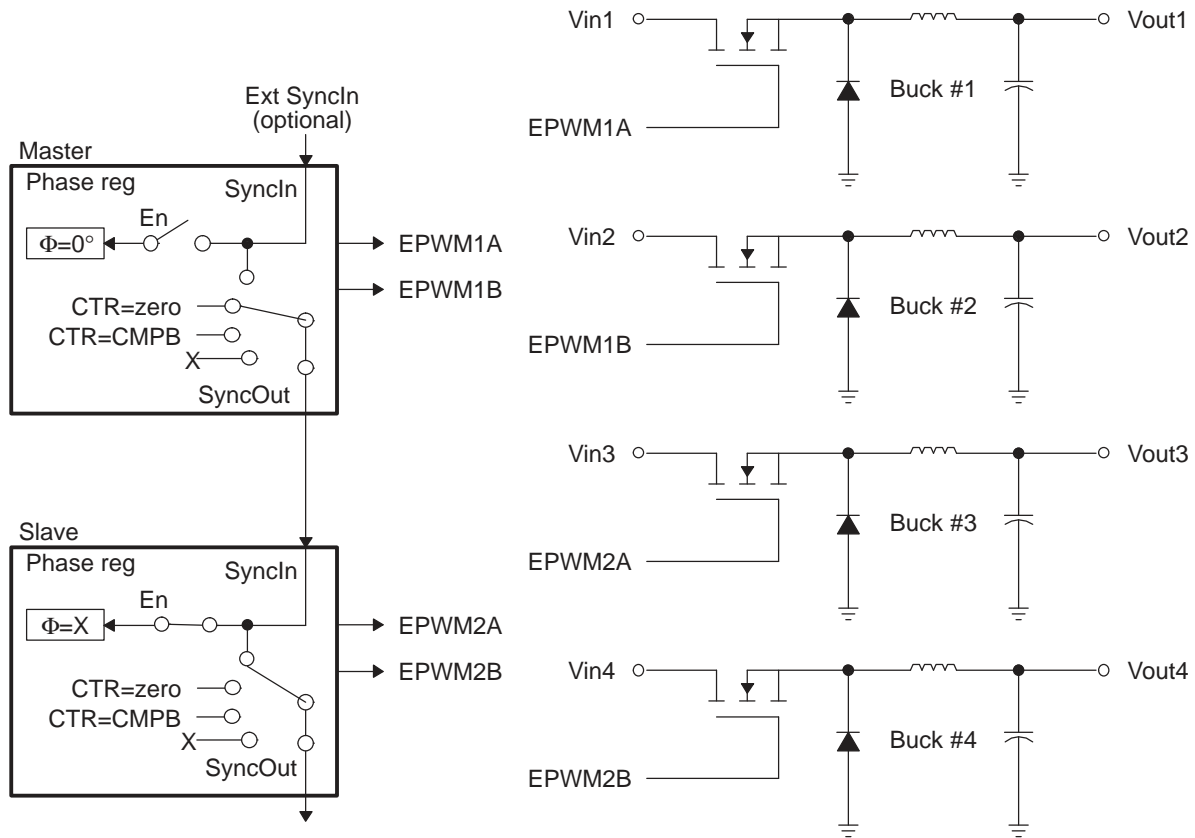 Ext SyncIn
(optional)
Master
Phase reg
SyncIn
En
Φ=0°
EPWM1A
EPWM1B
CTR=zero
CTR=CMPB
X
SyncOut
Slave
Phase reg
SyncIn
En
Φ=X
EPWM2A
EPWM2B
CTR=zero
CTR=CMPB
X
SyncOut
Vin1
Vout1
Buck #1
EPWM1A
Vin2
Vout2
Buck #2
EPWM1B
Vin3
Vout3
Buck #3
EPWM2A
Vin4
Vout4
Buck #4
EPWM2B